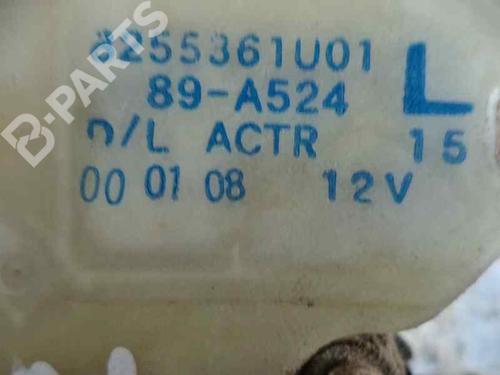 8255361U01
89-A524 L
D/L ACTR 15
00 01 08 12V
B-PARTS